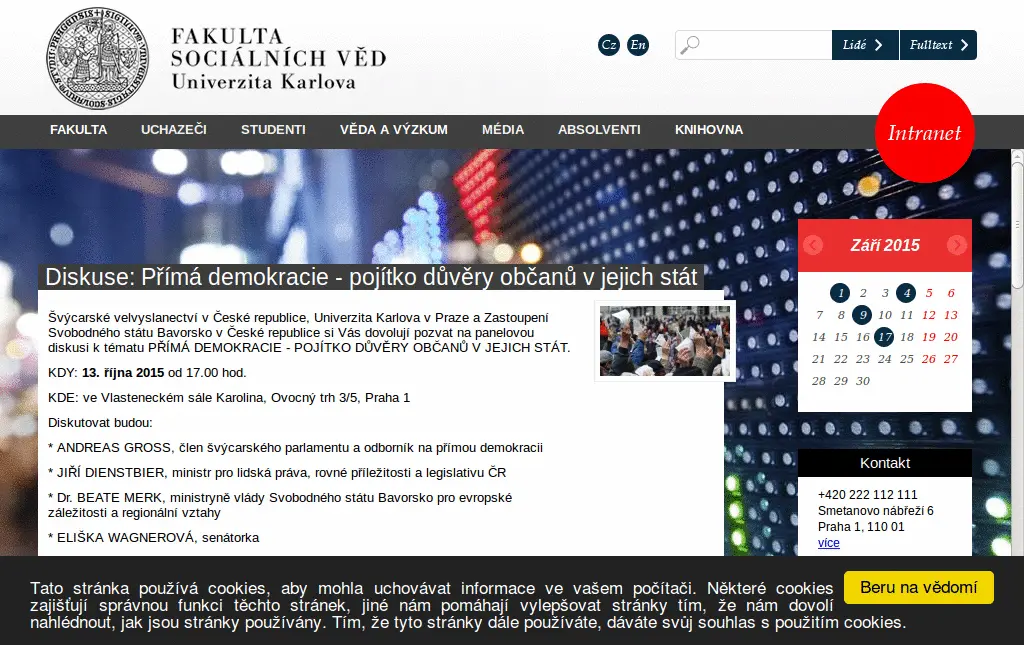 FAKULTA
SOCIÁLNÍCH VĚD
Univerzita Karlova
Cz En
Lidé
Fulltext
FAKULTA UCHAZEČI STUDENTI VĚDA A VÝZKUM MÉDIA ABSOLVENTI KNIHOVNA
Intranet
Diskuse: Přímá demokracie - pojítko důvěry občanů v jejich stát
Švýcarské velvyslanectví v České republice, Univerzita Karlova v Praze a Zastoupení
Svobodného státu Bavorsko v České republice si Vás dovolují pozvat na panelovou
diskusi k tématu PŘÍMÁ DEMOKRACIE - POJÍTKO DŮVĚRY OBČANŮ V JEJICH STÁT.
KDY: 13. října 2015 od 17.00 hod.
KDE: ve Vlasteneckém sále Karolina, Ovocný trh 3/5, Praha 1
Diskutovat budou:
* ANDREAS GROSS, člen švýcarského parlamentu a odborník na přímou demokracii
* JIŘÍ DIENSTBIER, ministr pro lidská práva, rovné příležitosti a legislativu ČR
* Dr. BEATE MERK, ministryně vlády Svobodného státu Bavorsko pro evropské
záležitosti a regionální vztahy
* ELIŠKA WAGNEROVÁ, senátorka
Září 2015
1 2 3 4 5 6
7 8 9 10 11 12 13
14 15 16 17 18 19 20
21 22 23 24 25 26 27
28 29 30
Kontakt
+420 222 112 111
Smetanovo nábřeží 6
Praha 1, 110 01
více
Tato stránka používá cookies, aby mohla uchovávat informace ve vašem počítači. Některé cookies
zajišťují správnou funkci těchto stránek, jiné nám pomáhají vylepšovat stránky tím, že nám dovolí
nahlédnout, jak jsou stránky používány. Tím, že tyto stránky dále používáte, dáváte svůj souhlas s použitím cookies.
Beru na vědomí